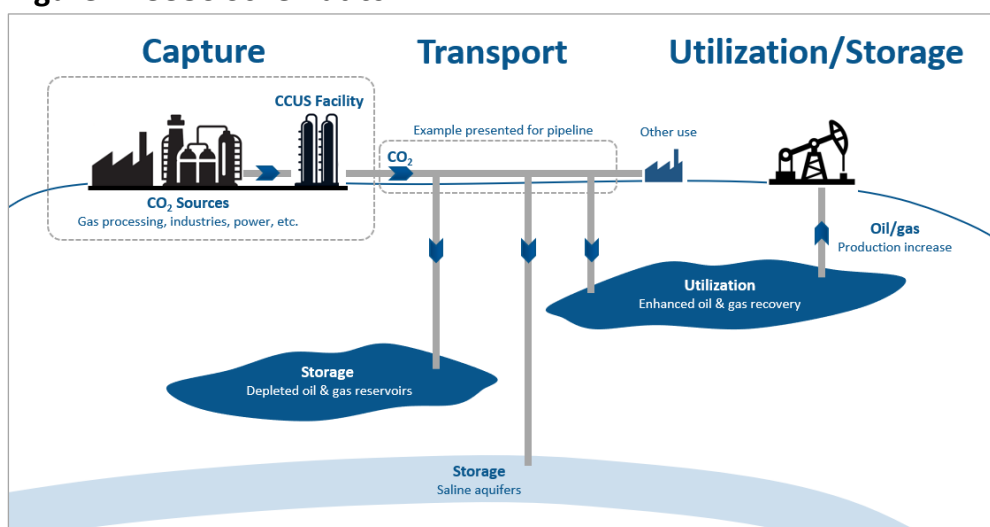 Capture
Transport
Utilization/Storage
CCUS Facility
Example presented for pipeline
Other use
CO₂
CO₂ Sources
Gas processing, industries, power, etc.
Oil/gas
Production increase
Utilization
Enhanced oil & gas recovery
Storage
Depleted oil & gas reservoirs
Storage
Saline aquifers